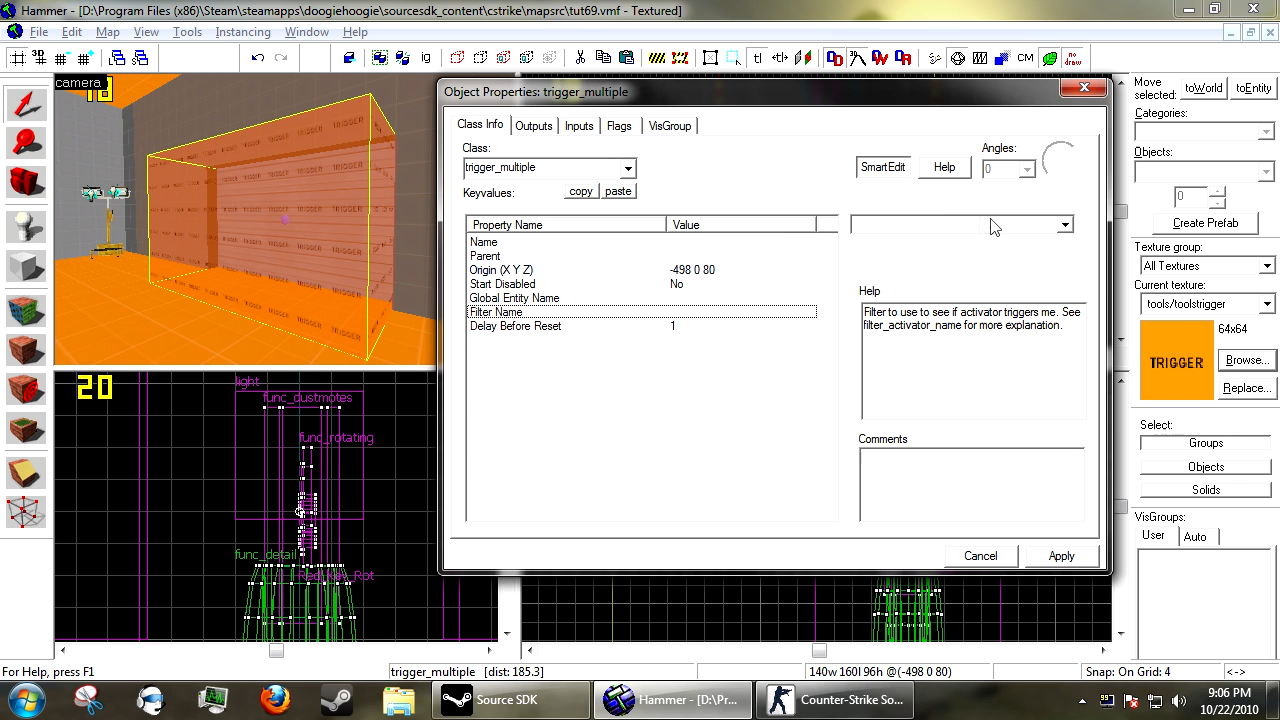 Hammer - [D:\Program Files (x86)\Steam\steamapps\doogiehoogie\sourcesdk_content\cstrike\mapsrc\tut69.vmf - Textured]
File Edit Map View Tools Instancing Window Help
3D
ig
tl
CM
no draw
camera
Object Properties: trigger_multiple
Class Info Outputs Inputs Flags VisGroup
Class:
trigger_multiple
SmartEdit
Help
Angles:
0
Keyvalues:
copy
paste
Property Name Value
Name
Parent
Origin (X Y Z) -498 0 80
Start Disabled No
Global Entity Name
Filter Name
Delay Before Reset 1
Help
Filter to use to see if activator triggers me. See
filter_activator_name for more explanation.
Comments
Cancel
Apply
Move
selected:
toWorld
toEntity
Categories:
Objects:
0
Create Prefab
Texture group:
All Textures
Current texture:
tools/toolstrigger
TRIGGER
64x64
Browse...
Replace...
Select:
Groups
Objects
Solids
VisGroups:
User Auto
20
light
func_dustmotes
func_rotating
func_detail
For Help, press F1
trigger_multiple [dist: 185.3]
140w 160l 96h @(-498 0 80)
Snap: On Grid: 4
<->
Source SDK
Hammer - [D:\Pr...
Counter-Strike So...
9:06 PM
10/22/2010